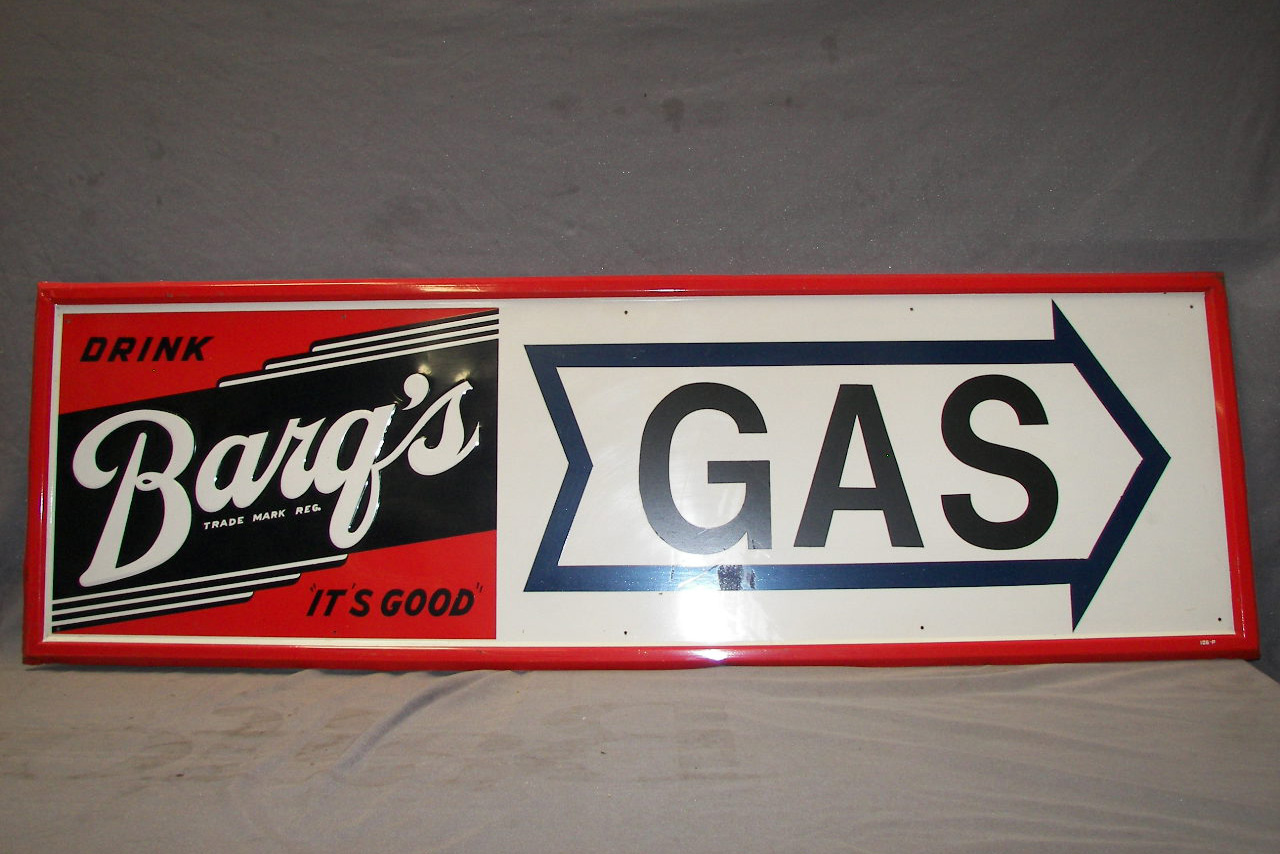 DRINK
Barq's
TRADE MARK REG.
"IT'S GOOD"
GAS